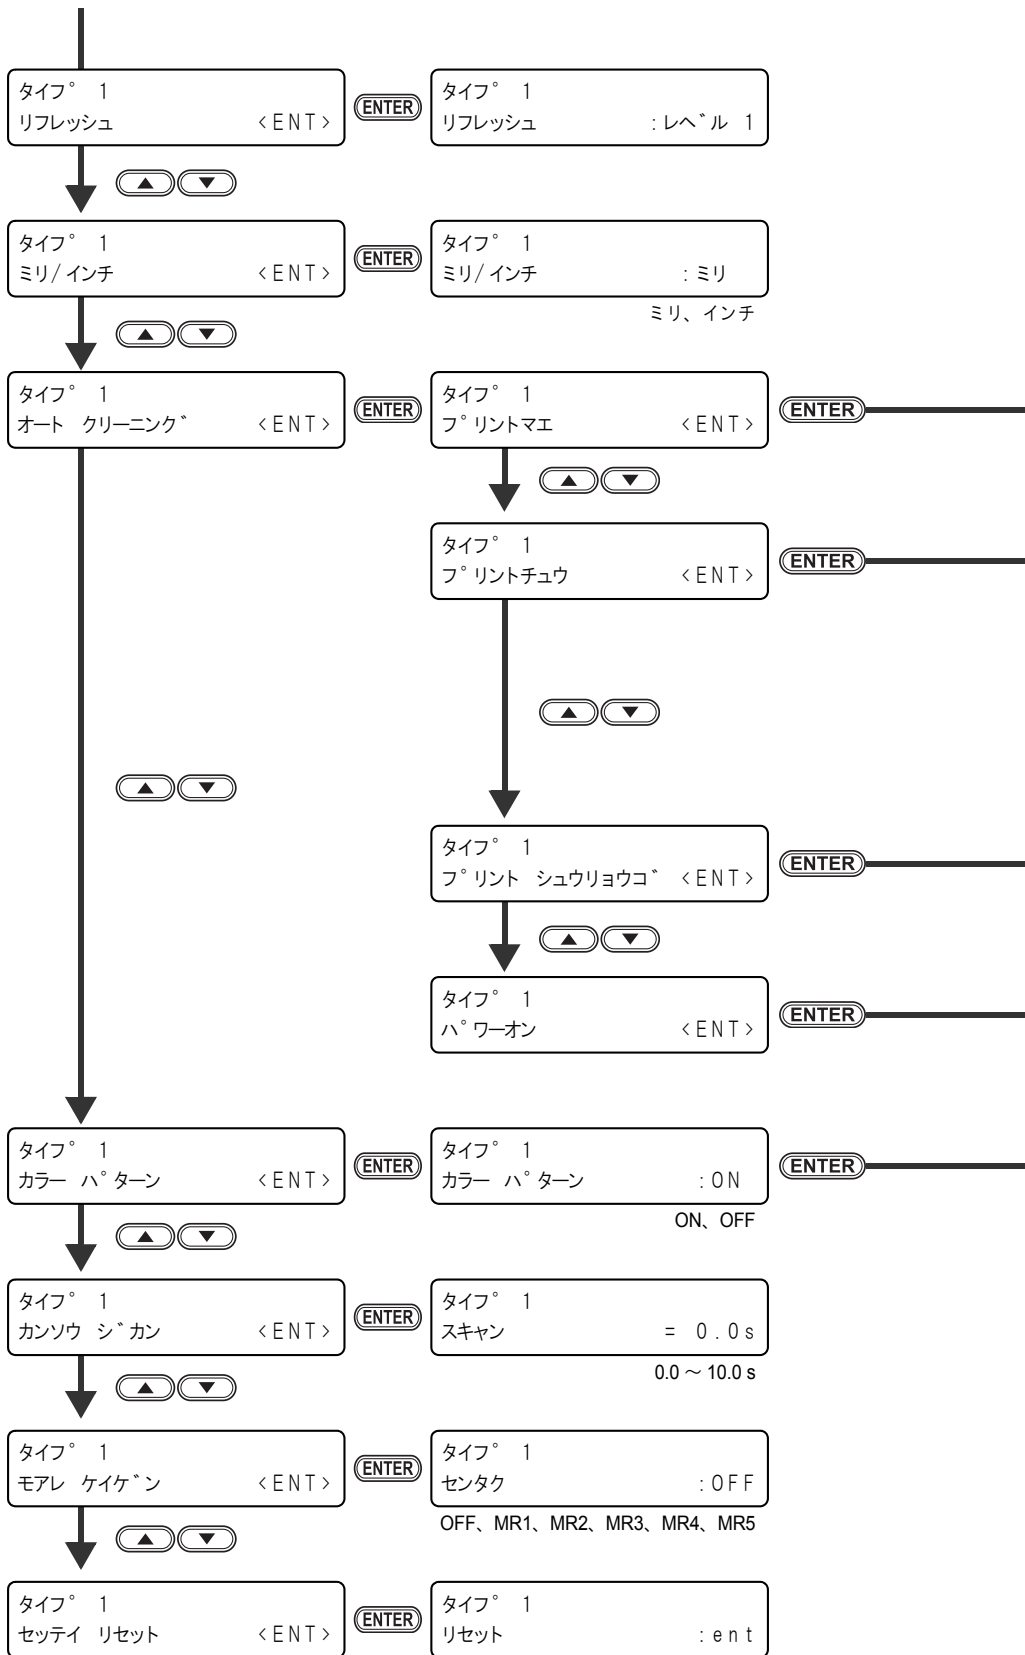 タイプ 1
リフレッシュ <ENT>
ENTER
タイプ 1
リフレッシュ :レベル 1
タイプ 1
ミリ/インチ <ENT>
ENTER
タイプ 1
ミリ/インチ :ミリ
ミリ、インチ
タイプ 1
オート クリーニング <ENT>
ENTER
タイプ 1
プリントマエ <ENT>
ENTER
タイプ 1
プリントチュウ <ENT>
ENTER
タイプ 1
プリント シュウリョウゴ <ENT>
ENTER
タイプ 1
パワーオン <ENT>
ENTER
タイプ 1
カラー パターン <ENT>
ENTER
タイプ 1
カラー パターン :ON
ENTER
ON、OFF
タイプ 1
カンソウ ジカン <ENT>
ENTER
タイプ 1
スキャン = 0.0s
0.0 ～ 10.0 s
タイプ 1
モアレ ケイゲン <ENT>
ENTER
タイプ 1
センタク :OFF
OFF、MR1、MR2、MR3、MR4、MR5
タイプ 1
セッテイ リセット <ENT>
ENTER
タイプ 1
リセット :ent